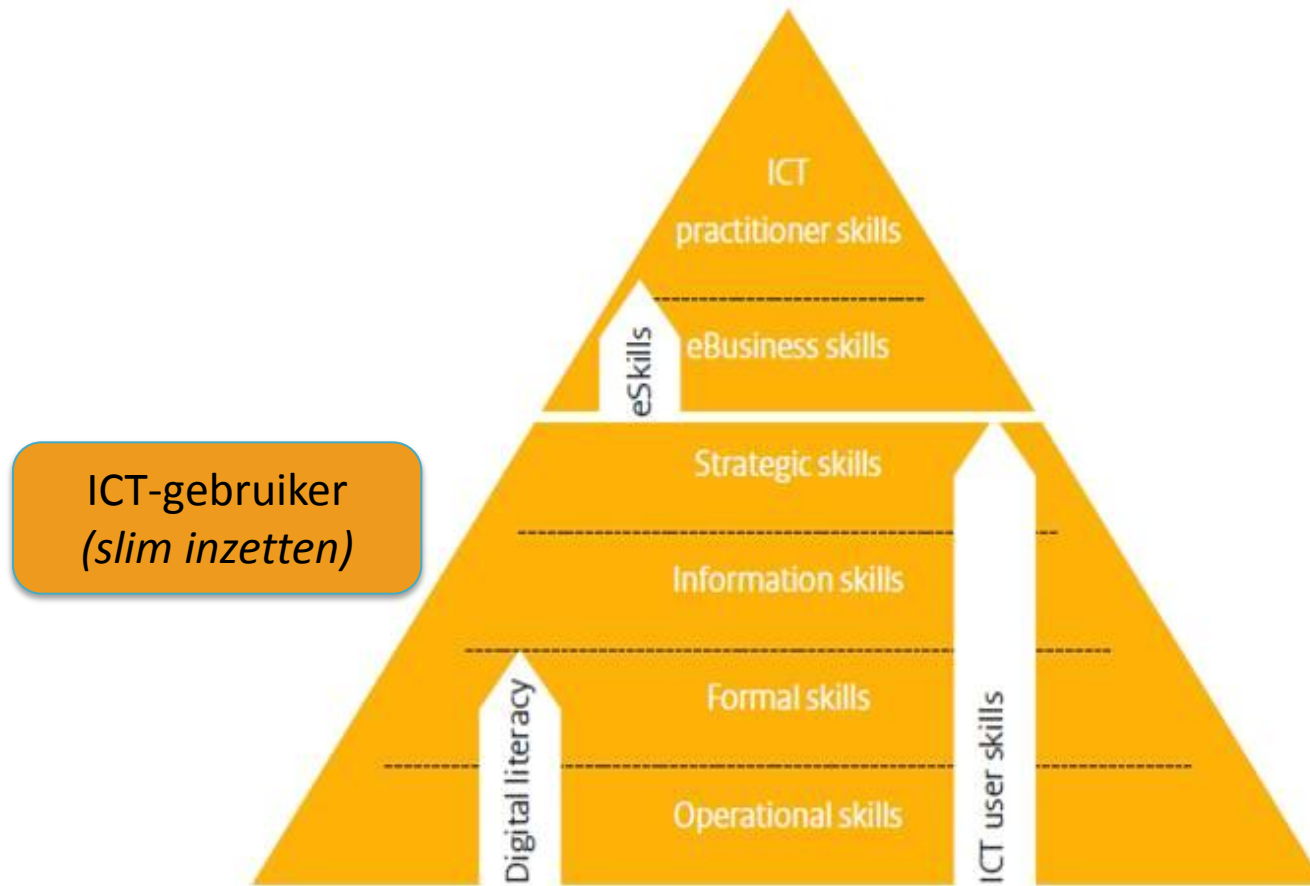 ICT
practitioner skills
eBusiness skills
eSkills
Strategic skills
ICT-gebruiker
(slim inzetten)
Information skills
Formal skills
Digital literacy
ICT user skills
Operational skills